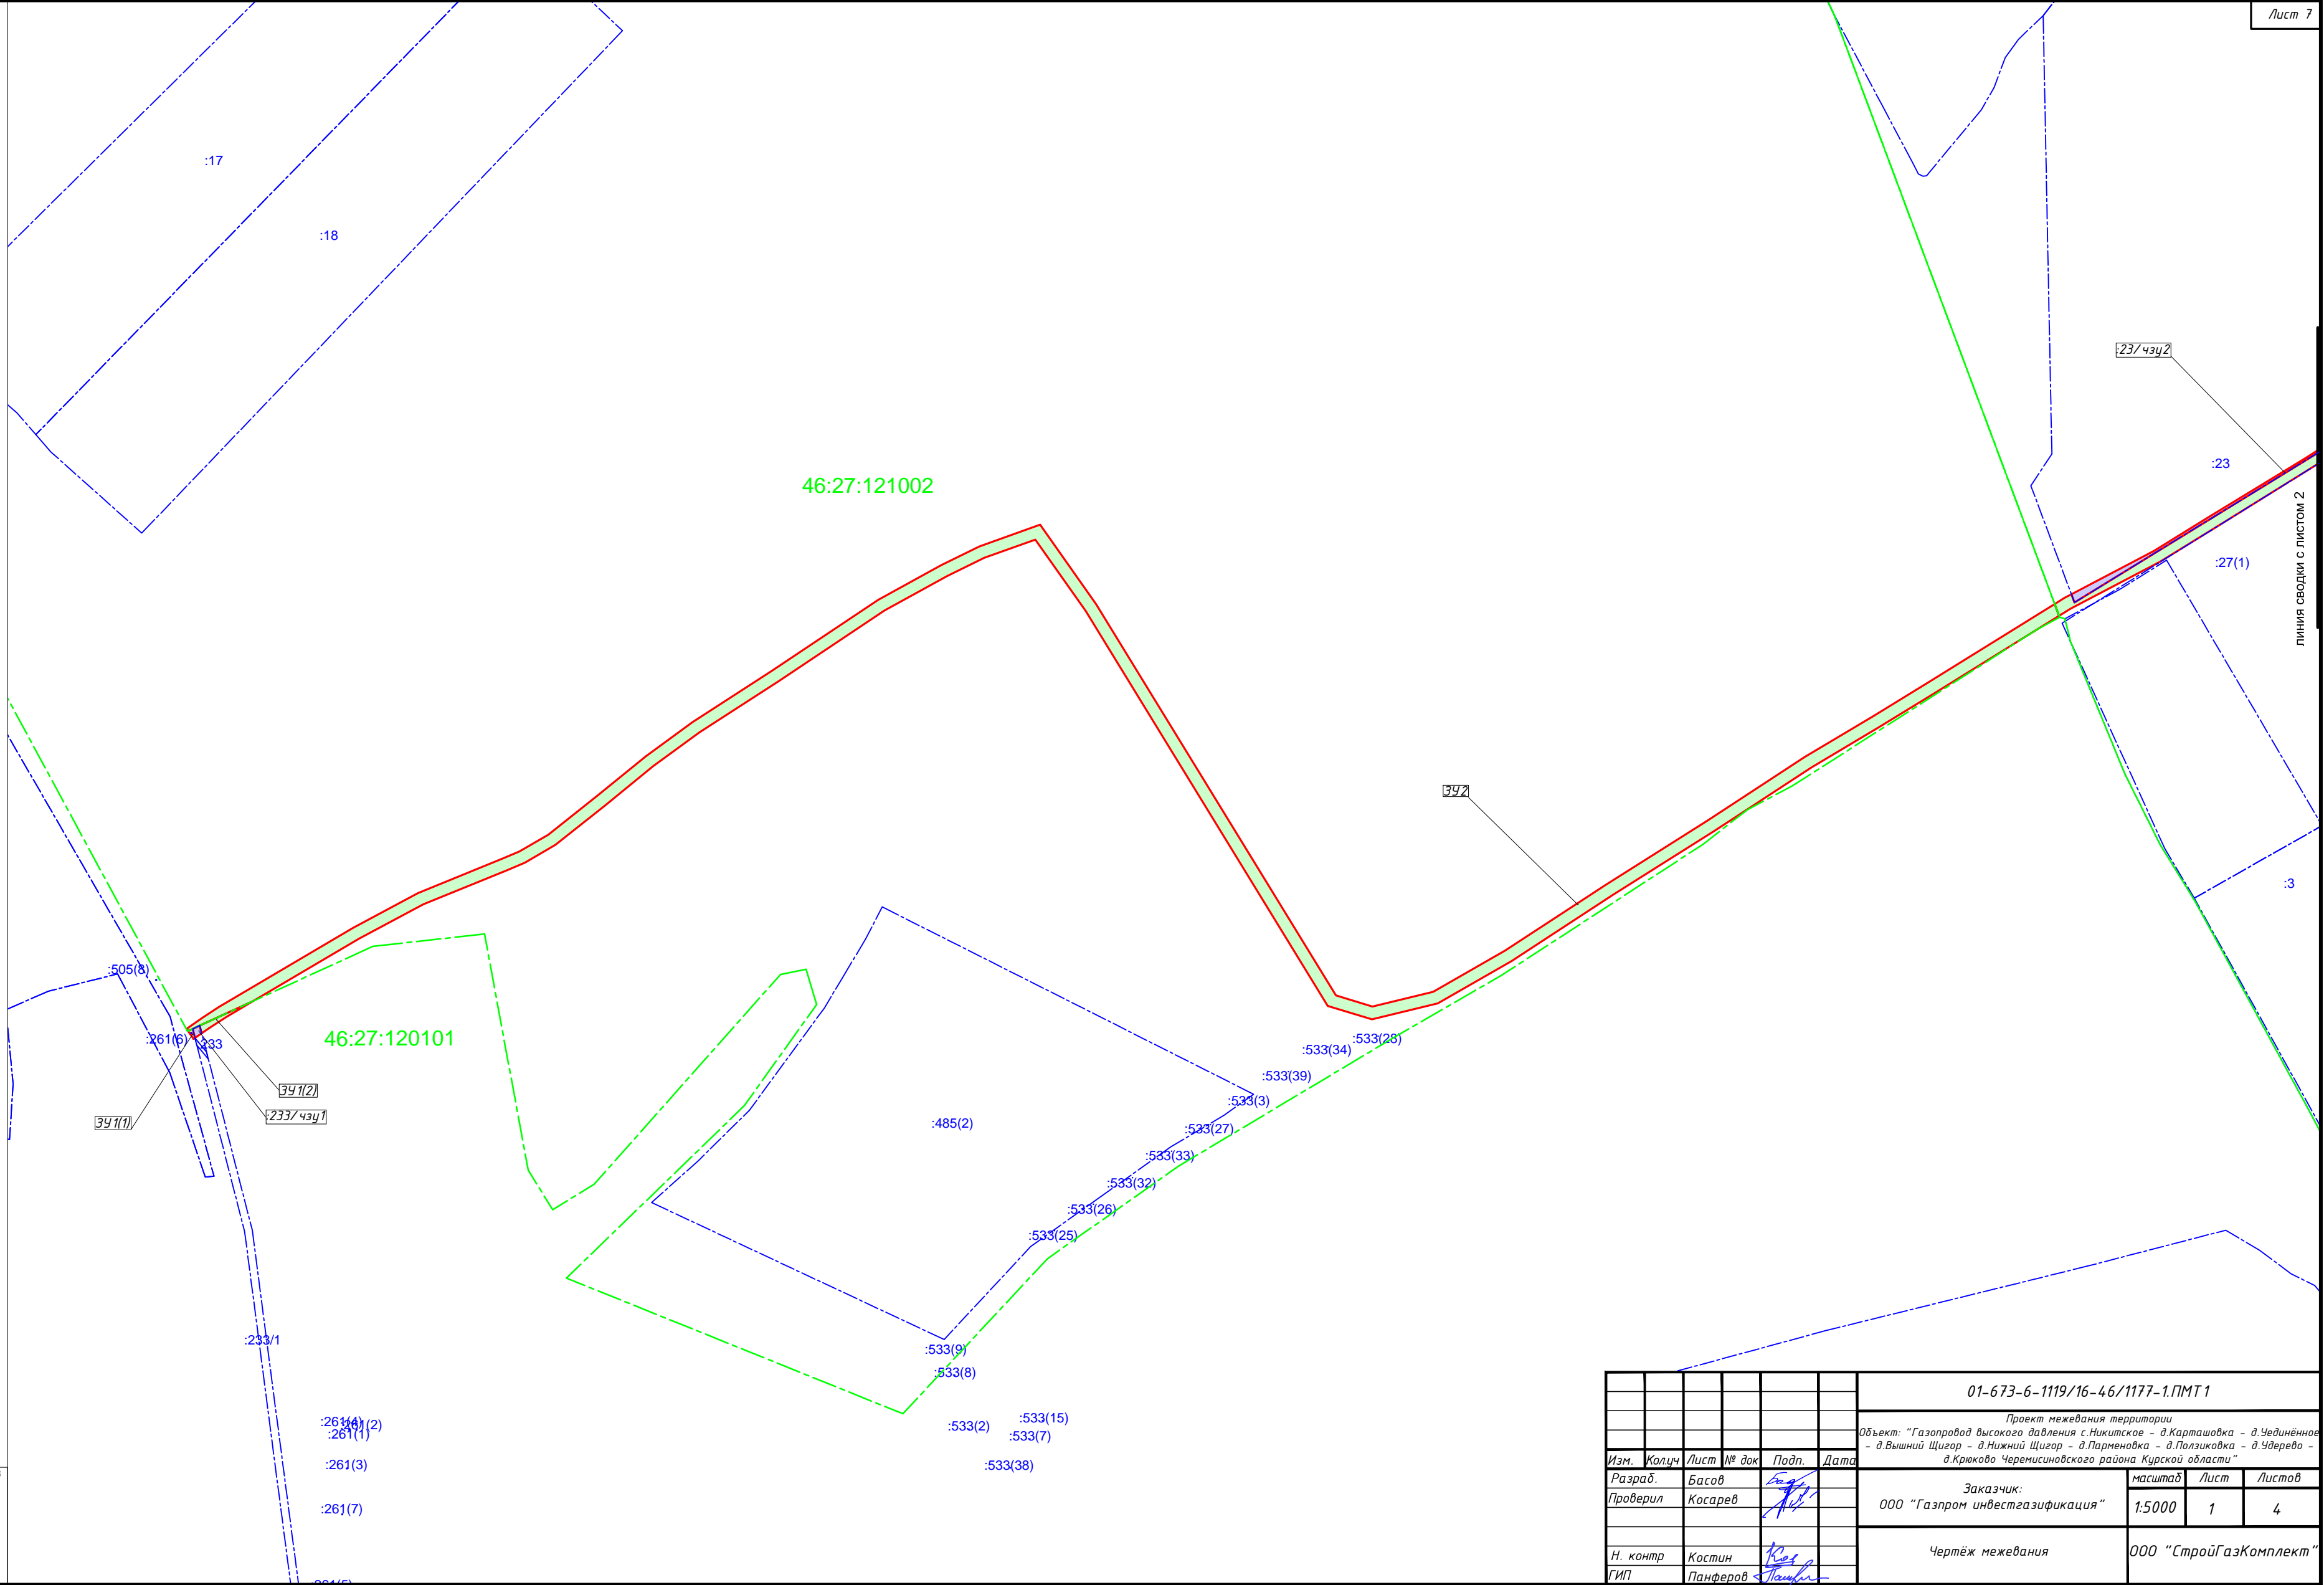 Лист 7
:17
:18
46:27:121002
:23/чзу2
:23
линия сводки с листом 2
:27(1)
ЗУ2
:3
:505(8)
:261(6)
:233
46:27:120101
ЗУ1(2)
ЗУ1(1)
:233/чзу1
:533(28)
:533(34)
:533(39)
:533(3)
:485(2)
:533(27)
:533(33)
:533(32)
:533(26)
:533(25)
:233/1
:533(9)
:533(8)
:261(4)
:261(2)
:261(1)
:533(2)
:533(15)
:533(7)
:261(3)
:533(38)
:261(7)
01-673-6-1119/16-46/1177-1.ПМТ1
Проект межевания территории
Объект: "Газопровод высокого давления с.Никитское - д.Карташовка - д.Уединённое
- д.Вышний Щигор - д.Нижний Щигор - д.Парменовка - д.Ползиковка - д.Удерево -
д.Крюково Черемисиновского района Курской области"
Изм. Кол.уч Лист № док Подп. Дата
Разраб. Басов
Проверил Косарев
Н. контр Костин
ГИП Панферов
Заказчик:
ООО "Газпром инвестгазификация"
масштаб Лист Листов
1:5000 1 4
Чертёж межевания
ООО "СтройГазКомплект"